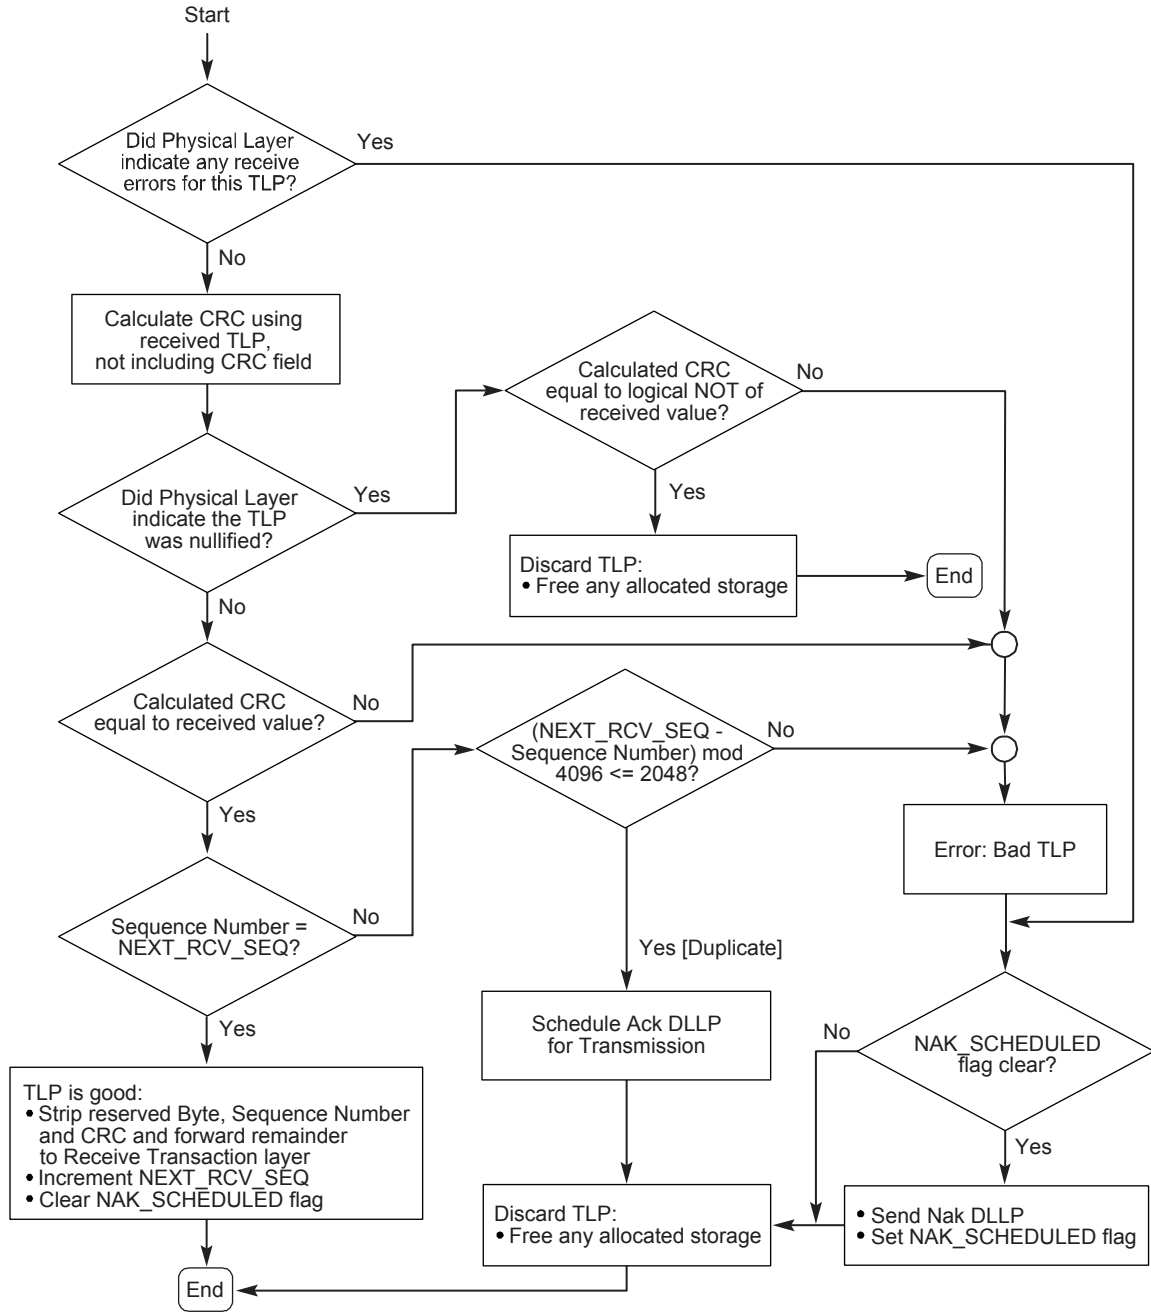 Start
Did Physical Layer
indicate any receive
errors for this TLP?
Yes
No
Calculate CRC using
received TLP,
not including CRC field
Calculated CRC
equal to logical NOT of
received value?
No
Yes
Did Physical Layer
indicate the TLP
was nullified?
Yes
No
Discard TLP:
• Free any allocated storage
End
Calculated CRC
equal to received value?
No
Yes
(NEXT_RCV_SEQ -
Sequence Number) mod
4096 <= 2048?
No
Error: Bad TLP
Sequence Number =
NEXT_RCV_SEQ?
No
Yes
Yes [Duplicate]
Schedule Ack DLLP
for Transmission
NAK_SCHEDULED
flag clear?
No
Yes
TLP is good:
• Strip reserved Byte, Sequence Number
and CRC and forward remainder
to Receive Transaction layer
• Increment NEXT_RCV_SEQ
• Clear NAK_SCHEDULED flag
Discard TLP:
• Free any allocated storage
• Send Nak DLLP
• Set NAK_SCHEDULED flag
End